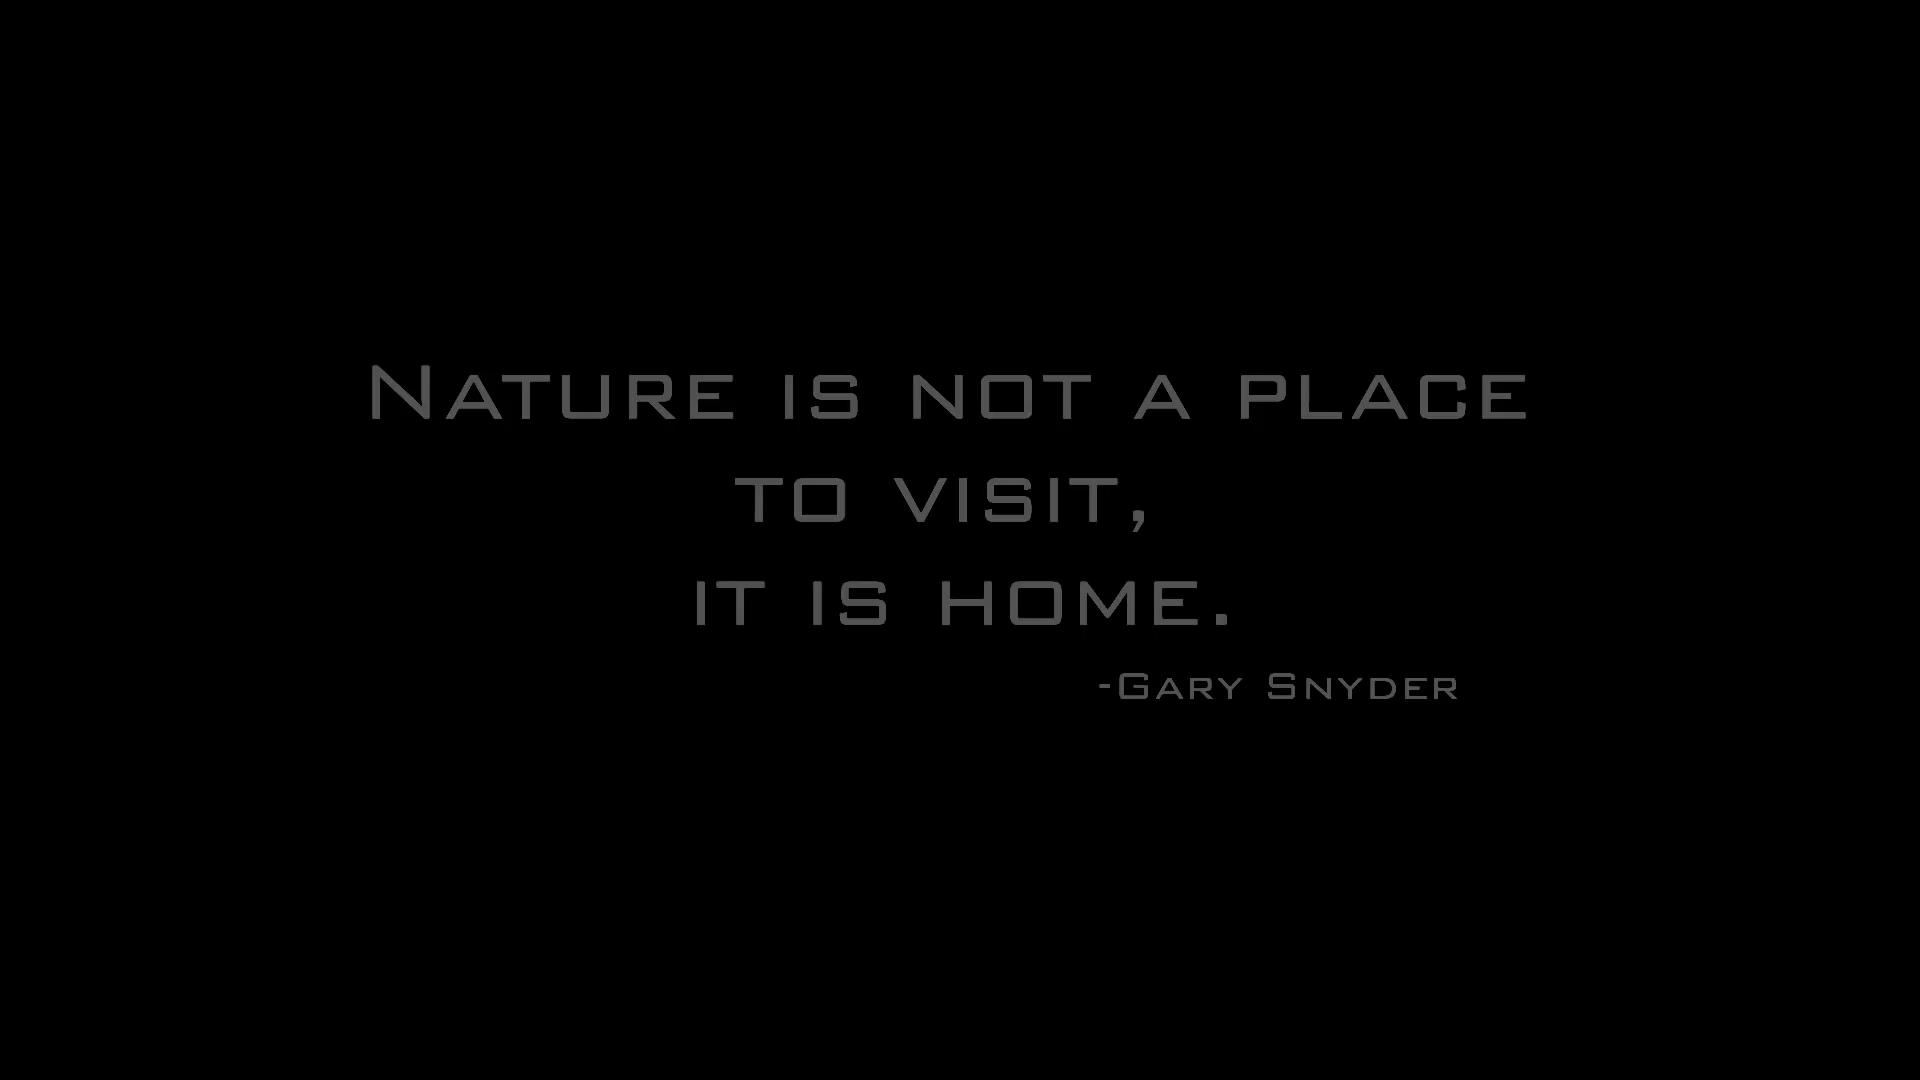 Nature is not a place
to visit,
it is home.
-Gary Snyder